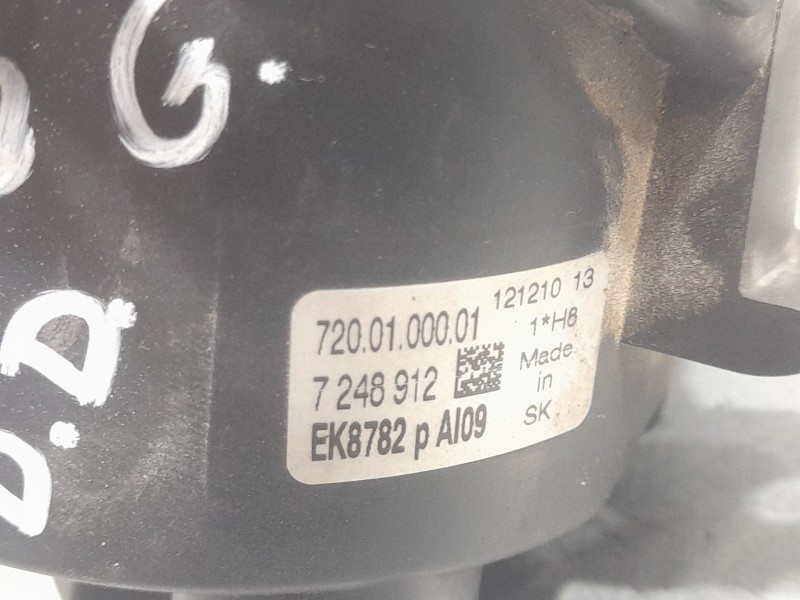 G.
D.D
720.01.000.01
7 248 912
EK8782 p AI09
121210 13
1*H8
Made
in
SK